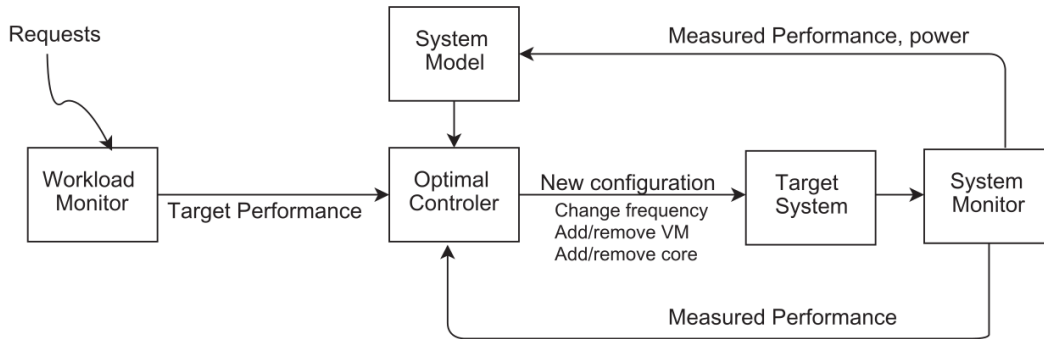 Requests
System
Model
Measured Performance, power
Workload
Monitor
Target Performance
Optimal
Controler
New configuration
Change frequency
Add/remove VM
Add/remove core
Target
System
System
Monitor
Measured Performance